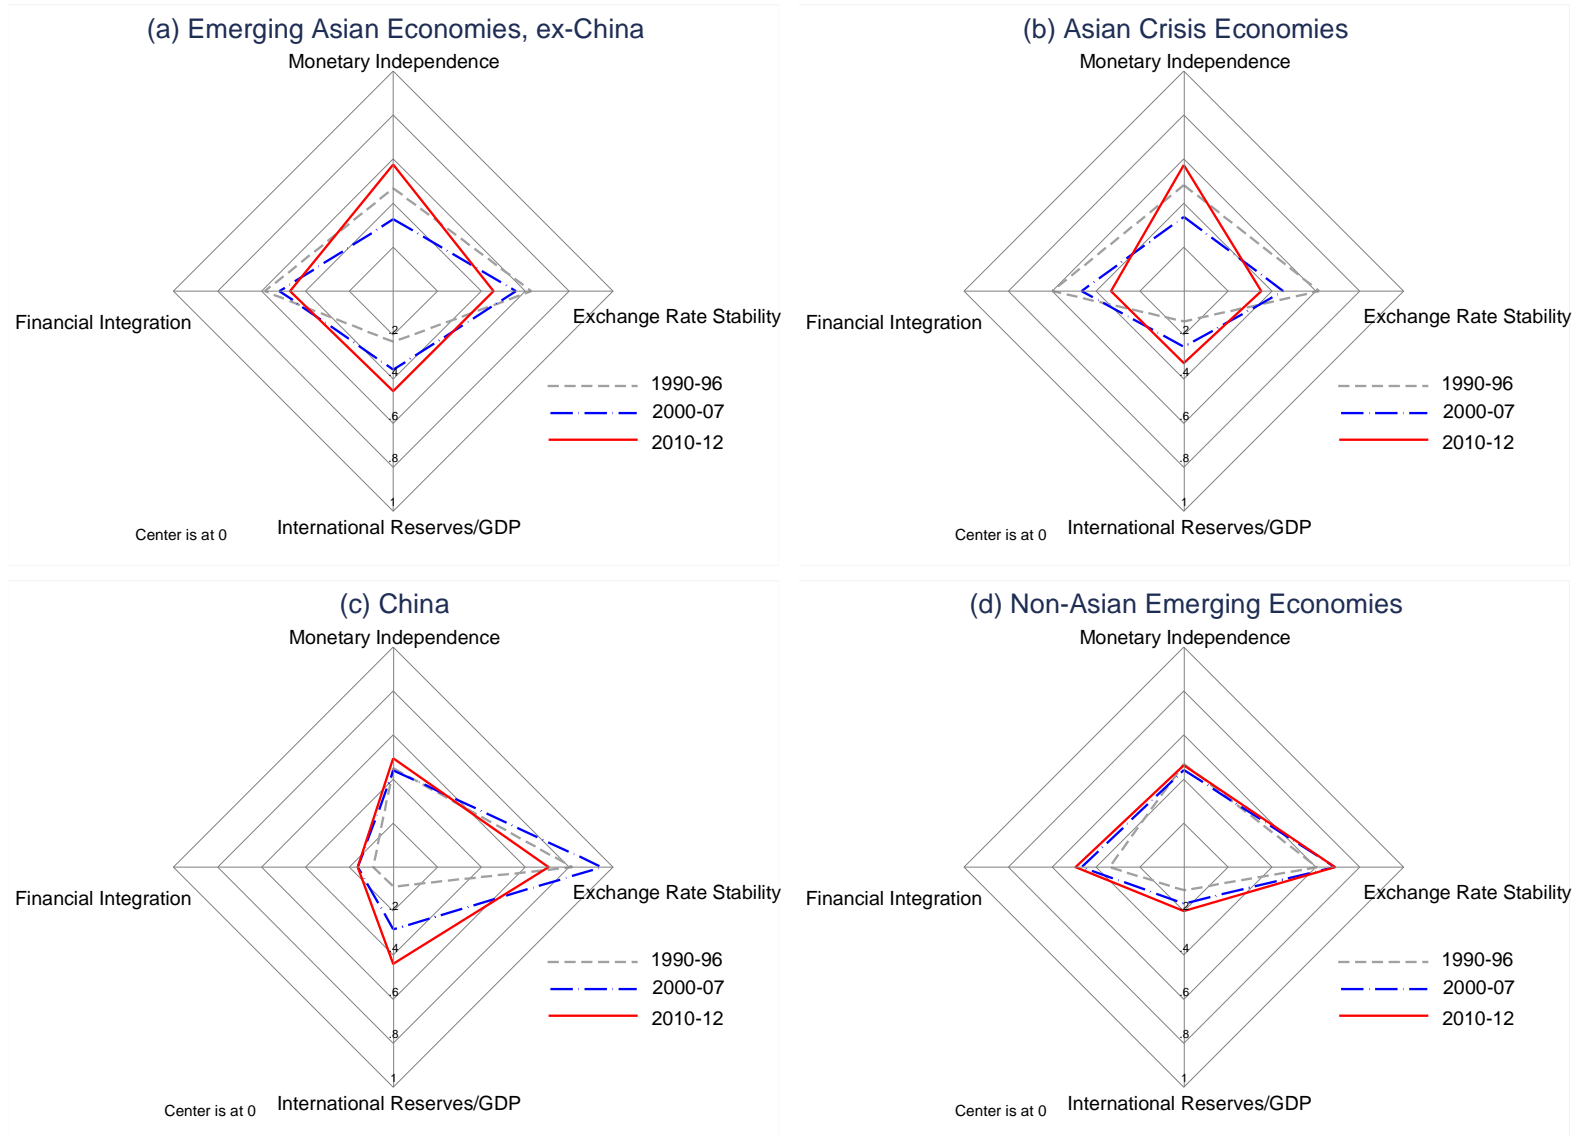 (a) Emerging Asian Economies, ex-China
Monetary Independence
Financial Integration
Exchange Rate Stability
.2
.4
.6
.8
1
1990-96
2000-07
2010-12
Center is at 0
International Reserves/GDP
(b) Asian Crisis Economies
Monetary Independence
Financial Integration
Exchange Rate Stability
.2
.4
.6
.8
1
1990-96
2000-07
2010-12
Center is at 0
International Reserves/GDP
(c) China
Monetary Independence
Financial Integration
Exchange Rate Stability
.2
.4
.6
.8
1
1990-96
2000-07
2010-12
Center is at 0
International Reserves/GDP
(d) Non-Asian Emerging Economies
Monetary Independence
Financial Integration
Exchange Rate Stability
.2
.4
.6
.8
1
1990-96
2000-07
2010-12
Center is at 0
International Reserves/GDP